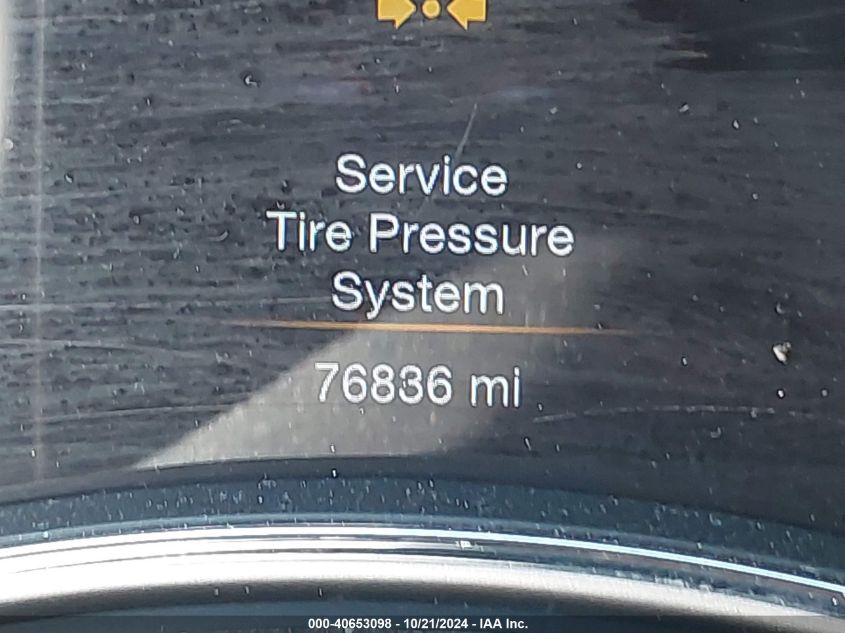 Service
Tire Pressure
System
76836 mi
000-40653098 - 10/21/2024 - IAA Inc.